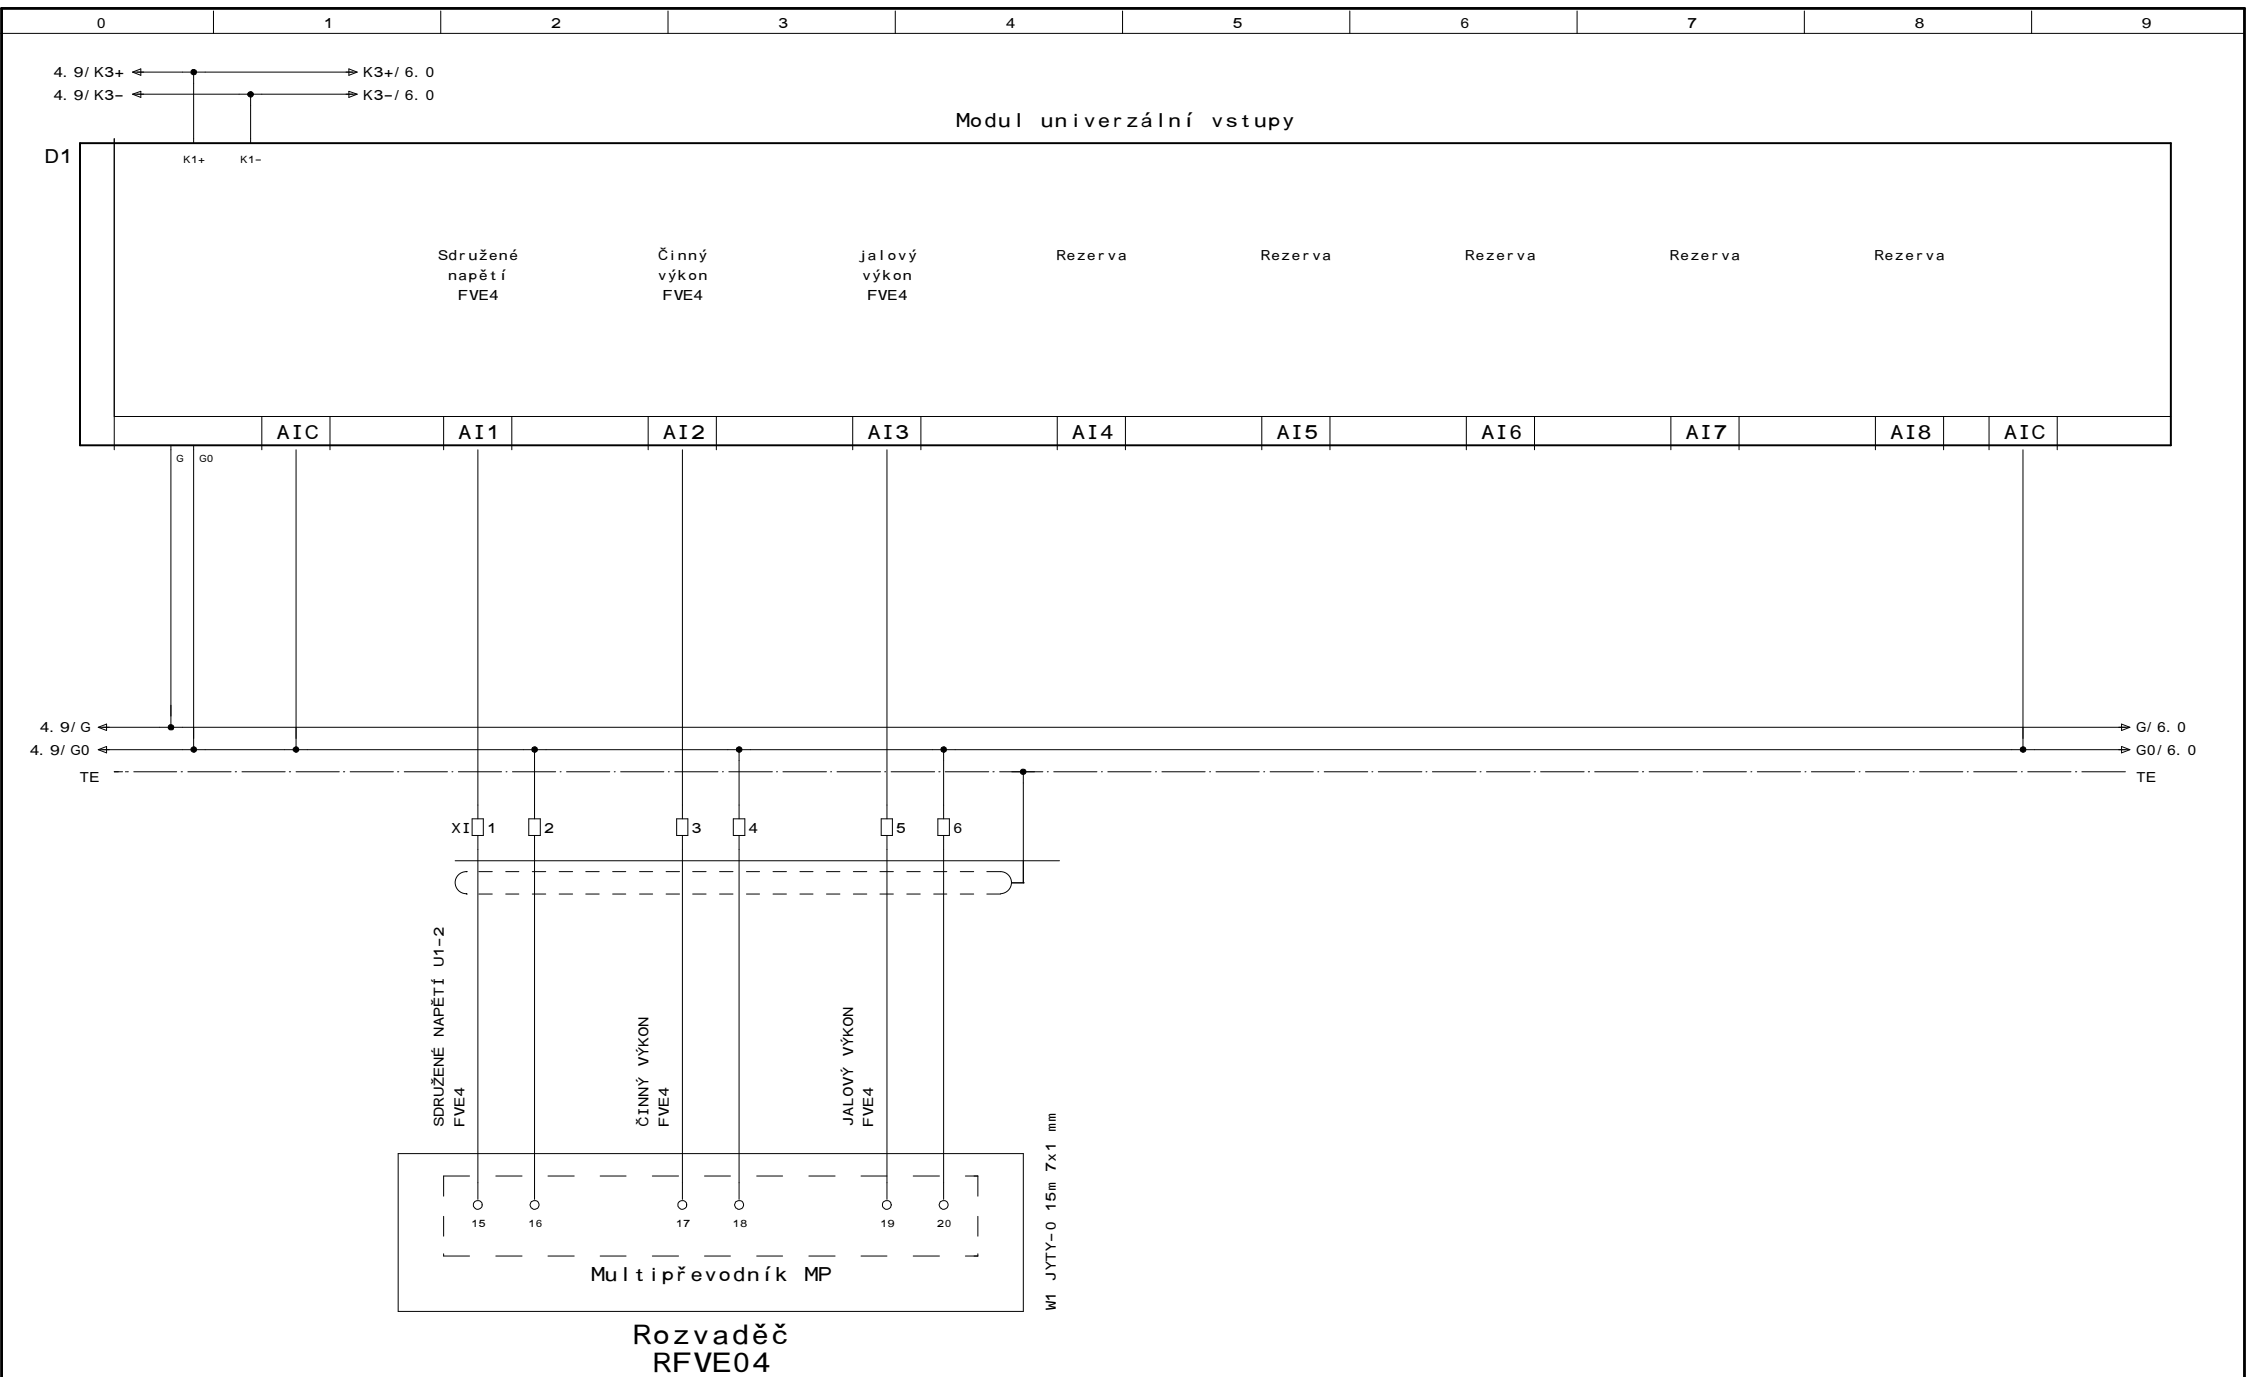 0 1 2 3 4 5 6 7 8 9
4. 9/ K3+ K3+/ 6. 0
4. 9/ K3- K3-/ 6. 0
Modul univerzální vstupy
D1
K1+ K1-
Sdružené Činný jalový Rezerva Rezerva Rezerva Rezerva Rezerva
napětí výkon výkon
FVE4 FVE4 FVE4
AIC AI1 AI2 AI3 AI4 AI5 AI6 AI7 AI8 AIC
G G0
4. 9/ G G/ 6. 0
4. 9/ G0 G0/ 6. 0
TE TE
XI 1 2 3 4 5 6
SDRUŽENÉ NAPĚTÍ U1-2
FVE4
ČINNÝ VÝKON
FVE4
JALOVÝ VÝKON
FVE4
W1 JYTY-O 15m 7x1 mm
15 16 17 18 19 20
Multipřevodník MP
Rozvaděč
RFVE04